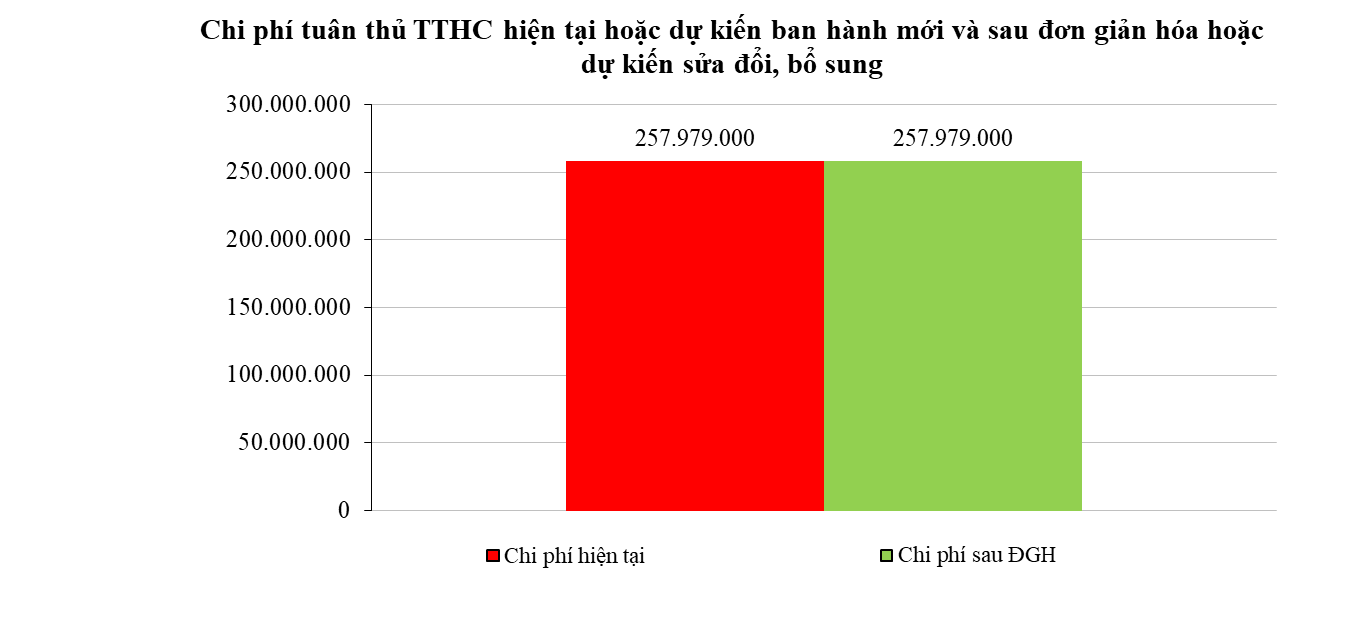 Chi phí tuân thủ TTHC hiện tại hoặc dự kiến ban hành mới và sau đơn giản hóa hoặc
dự kiến sửa đổi, bổ sung
300.000.000
257.979.000 257.979.000
250.000.000
200.000.000
150.000.000
100.000.000
50.000.000
0
Chi phí hiện tại Chi phí sau ĐGH